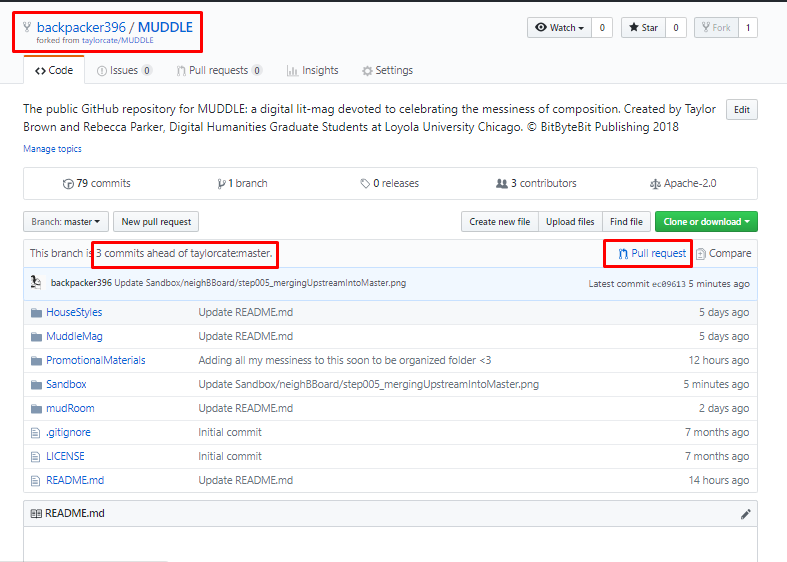 backpacker396 / MUDDLE
Watch 0 Star 0 Fork 1
forked from taylorcate/MUDDLE
Code Issues 0 Pull requests 0 Insights Settings
The public GitHub repository for MUDDLE: a digital lit-mag devoted to celebrating the messiness of composition. Created by Taylor
Edit
Brown and Rebecca Parker, Digital Humanities Graduate Students at Loyola University Chicago. © BitByteBit Publishing 2018
Manage topics
79 commits 1 branch 0 releases 3 contributors Apache-2.0
Branch: master New pull request Create new file Upload files Find file Clone or download
This branch is 3 commits ahead of taylorcate:master. Pull request Compare
backpacker396 Update Sandbox/neighBBoard/step005_mergingUpstreamIntoMaster.png Latest commit ec09613 5 minutes ago
HouseStyles Update README.md 5 days ago
MuddleMag Update README.md 5 days ago
PromotionalMaterials Adding all my messiness to this soon to be organized folder <3 12 hours ago
Sandbox Update Sandbox/neighBBoard/step005_mergingUpstreamIntoMaster.png 5 minutes ago
mudRoom Update README.md 2 days ago
.gitignore Initial commit 7 months ago
LICENSE Initial commit 7 months ago
README.md Update README.md 14 hours ago
README.md